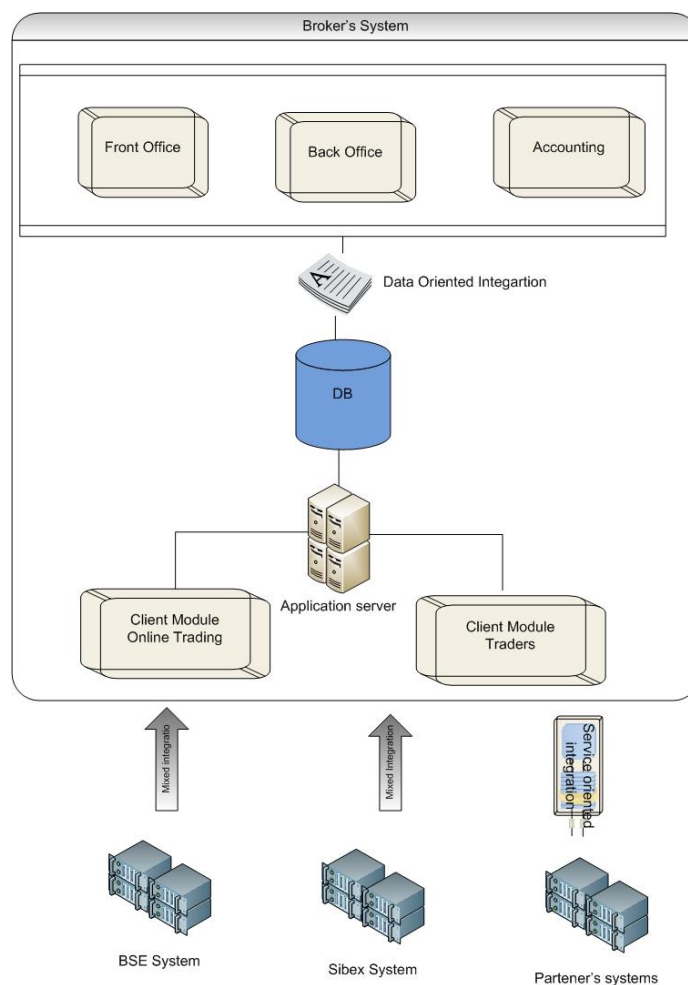 Broker's System
Front Office
Back Office
Accounting
A
Data Oriented Integartion
DB
Application server
Client Module
Online Trading
Client Module
Traders
Mixed integratio
Mixed Integration
Service oriented
integration
BSE System
Sibex System
Partener's systems